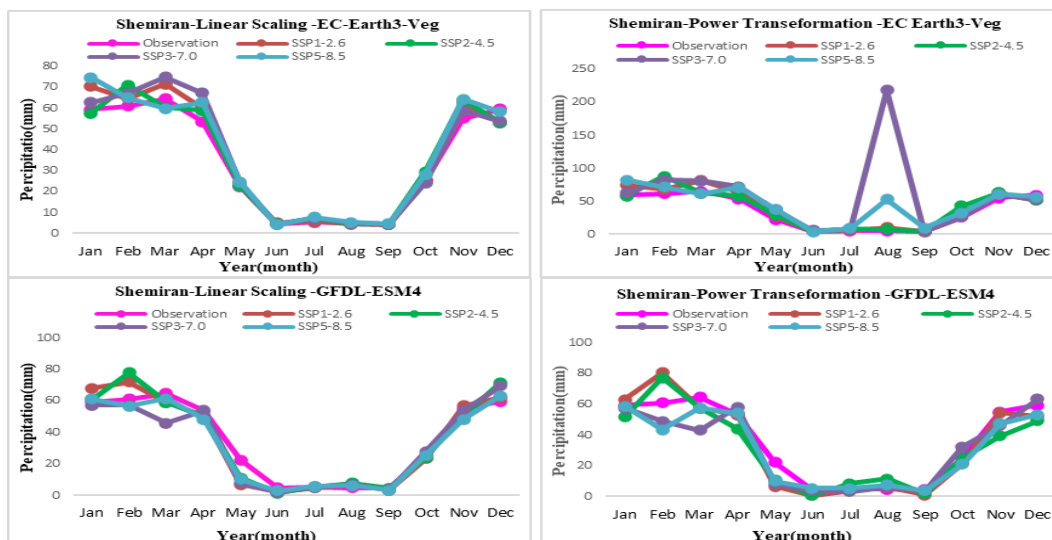 Shemiran-Linear Scaling -EC-Earth3-Veg
Observation SSP1-2.6 SSP2-4.5
SSP3-7.0 SSP5-8.5
Percipitatio(mm)
80
70
60
50
40
30
20
10
0
Jan Feb Mar Apr May Jun Jul Aug Sep Oct Nov Dec
Year(month)
Shemiran-Power Transeformation -EC Earth3-Veg
Observation SSP1-2.6 SSP2-4.5
SSP3-7.0 SSP5-8.5
Percipitation(mm)
250
200
150
100
50
0
Jan Feb Mar Apr May Jun Jul Aug Sep Oct Nov Dec
Year(month)
Shemiran-Linear Scaling -GFDL-ESM4
Observation SSP1-2.6 SSP2-4.5
SSP3-7.0 SSP5-8.5
Percipitation(mm)
100
80
60
40
20
0
Jan Feb Mar Apr May Jun Jul Aug Sep Oct Nov Dec
Year(month)
Shemiran-Power Transeformation -GFDL-ESM4
Observation SSP1-2.6 SSP2-4.5
SSP3-7.0 SSP5-8.5
Percipitation(mm)
100
80
60
40
20
0
Jan Feb Mar Apr May Jun Jul Aug Sep Oct Nov Dec
Year(month)